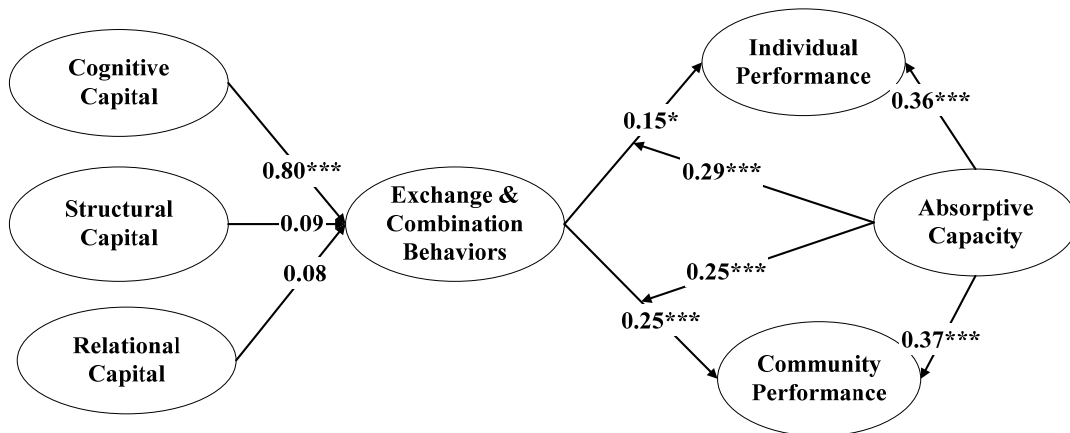 Cognitive
Capital
0.80***
Structural
Capital
0.09
Relational
Capital
0.08
Exchange &
Combination
Behaviors
Individual
Performance
0.15*
0.36***
0.29***
Absorptive
Capacity
0.25***
0.25***
0.37***
Community
Performance